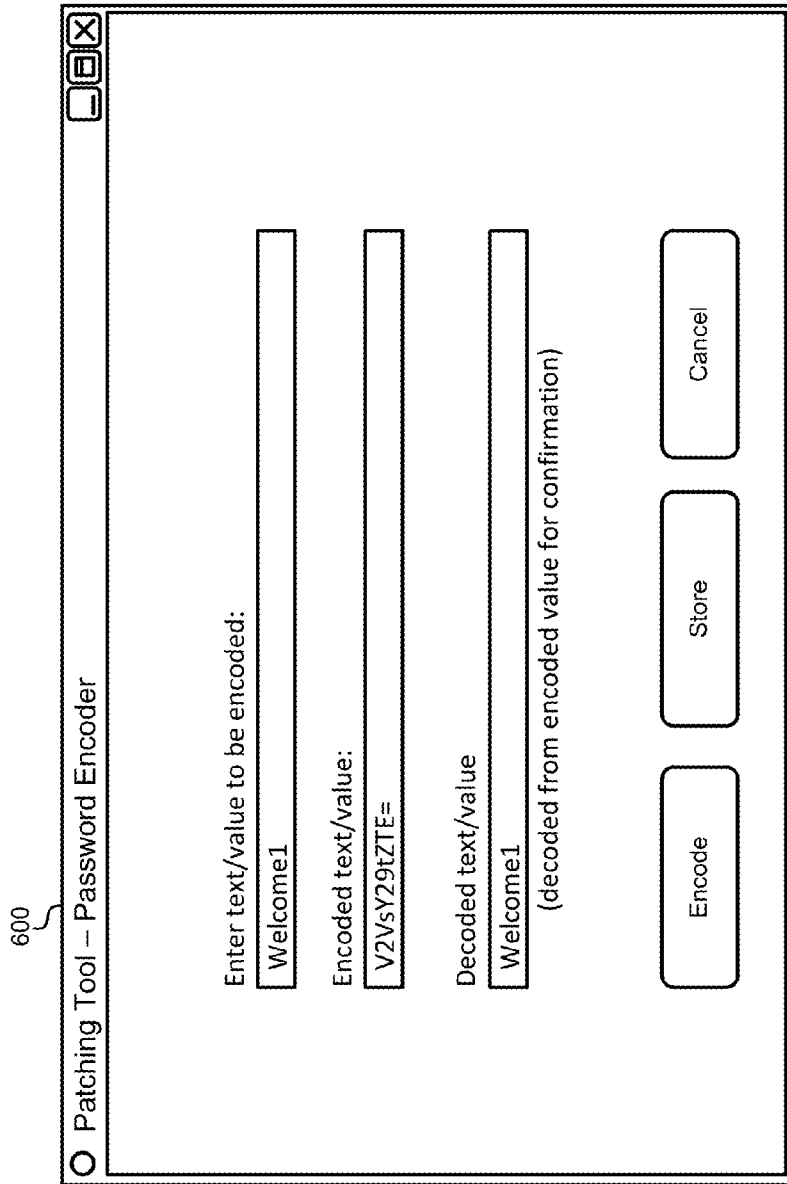 600
Patching Tool – Password Encoder
Enter text/value to be encoded:
Welcome1
Encoded text/value:
V2VsY29tZTE=
Decoded text/value
Welcome1
(decoded from encoded value for confirmation)
Encode
Store
Cancel